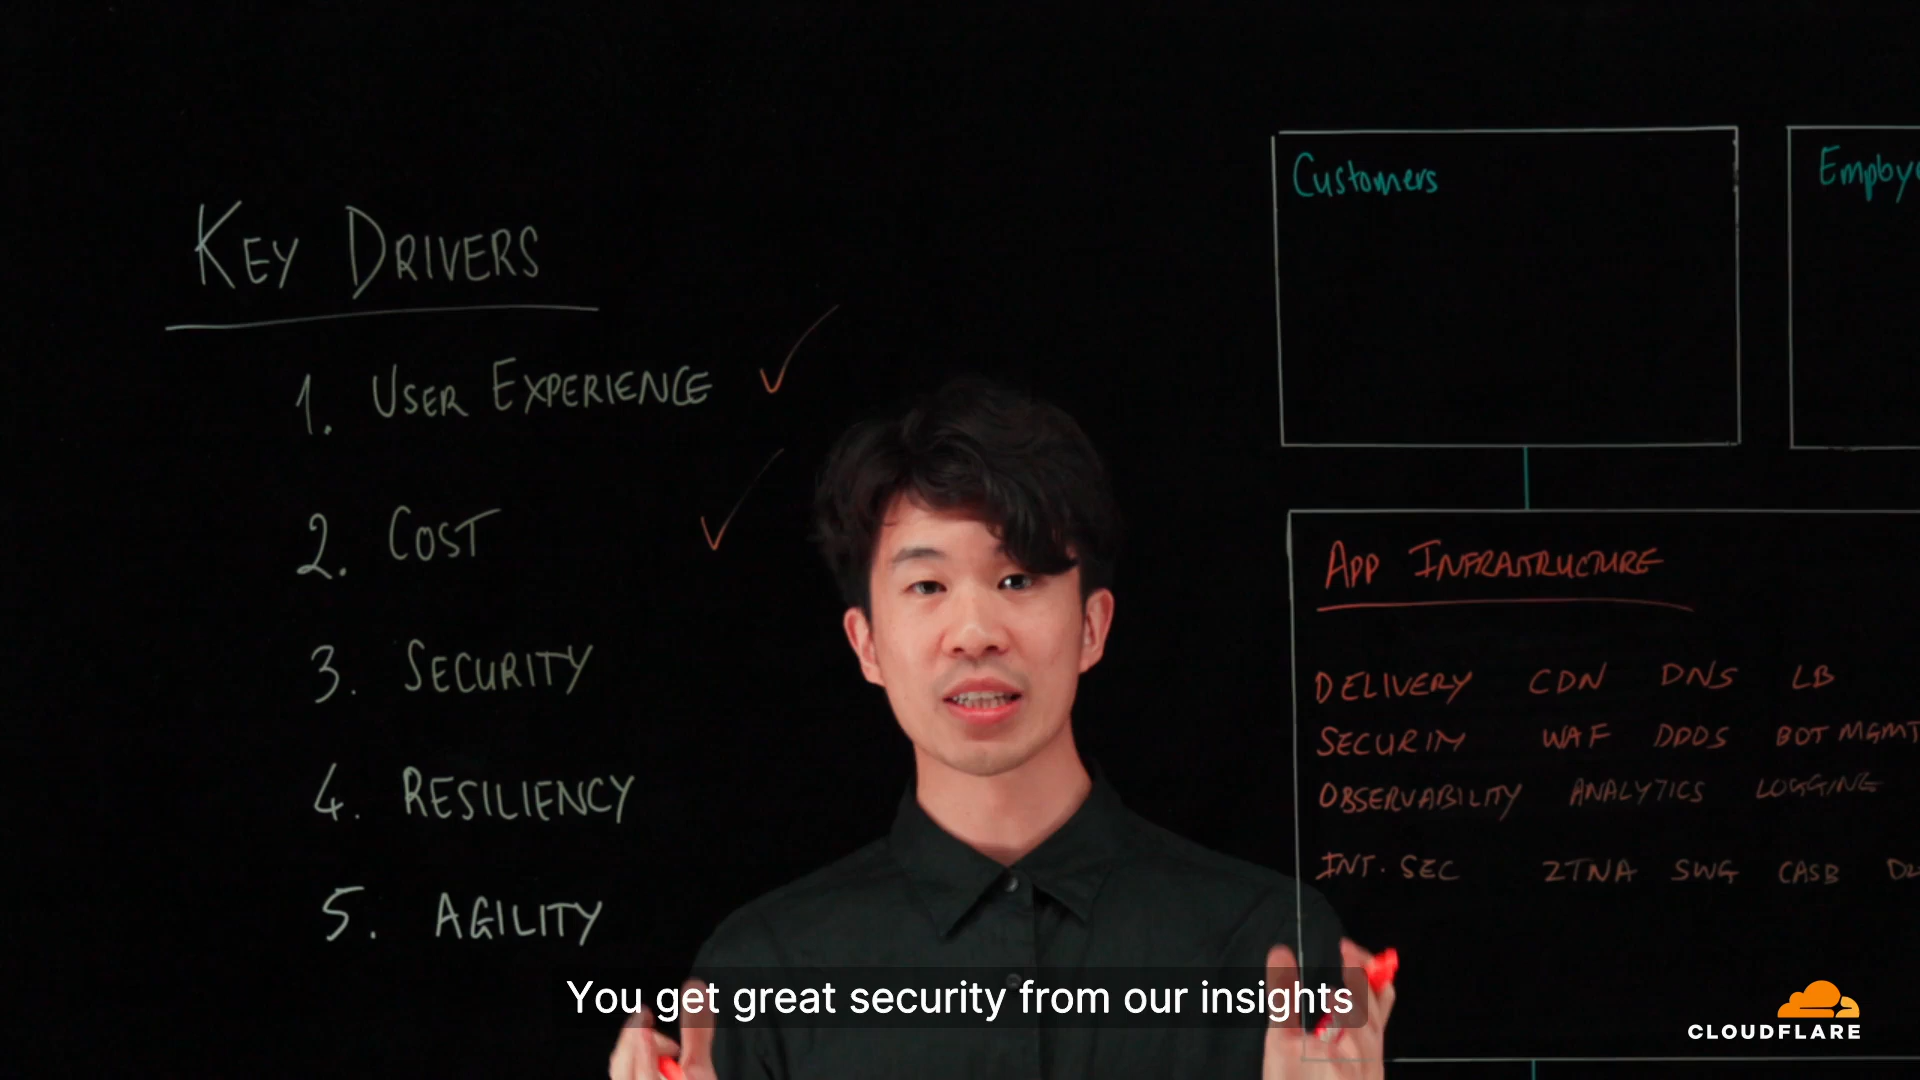 KEY DRIVERS
1. USER EXPERIENCE ✓
2. COST ✓
3. SECURITY
4. RESILIENCY
5. AGILITY
Customers
Employe
APP INFRASTRUCTURE
DELIVERY CDN DNS LB
SECURITY WAF DDOS BOT MGMT
OBSERVABILITY ANALYTICS LOGGING
INT. SEC ZTNA SWG CASB
You get great security from our insights
CLOUDFLARE